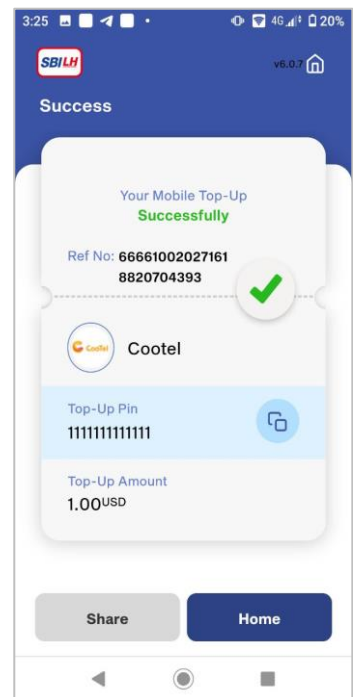 3:25 4G 20%
SBILH
v6.0.7
Success
Your Mobile Top-Up
Successfully
Ref No: 66661002027161
8820704393
CooTel
Cootel
Top-Up Pin
1111111111111
Top-Up Amount
1.00USD
Share
Home